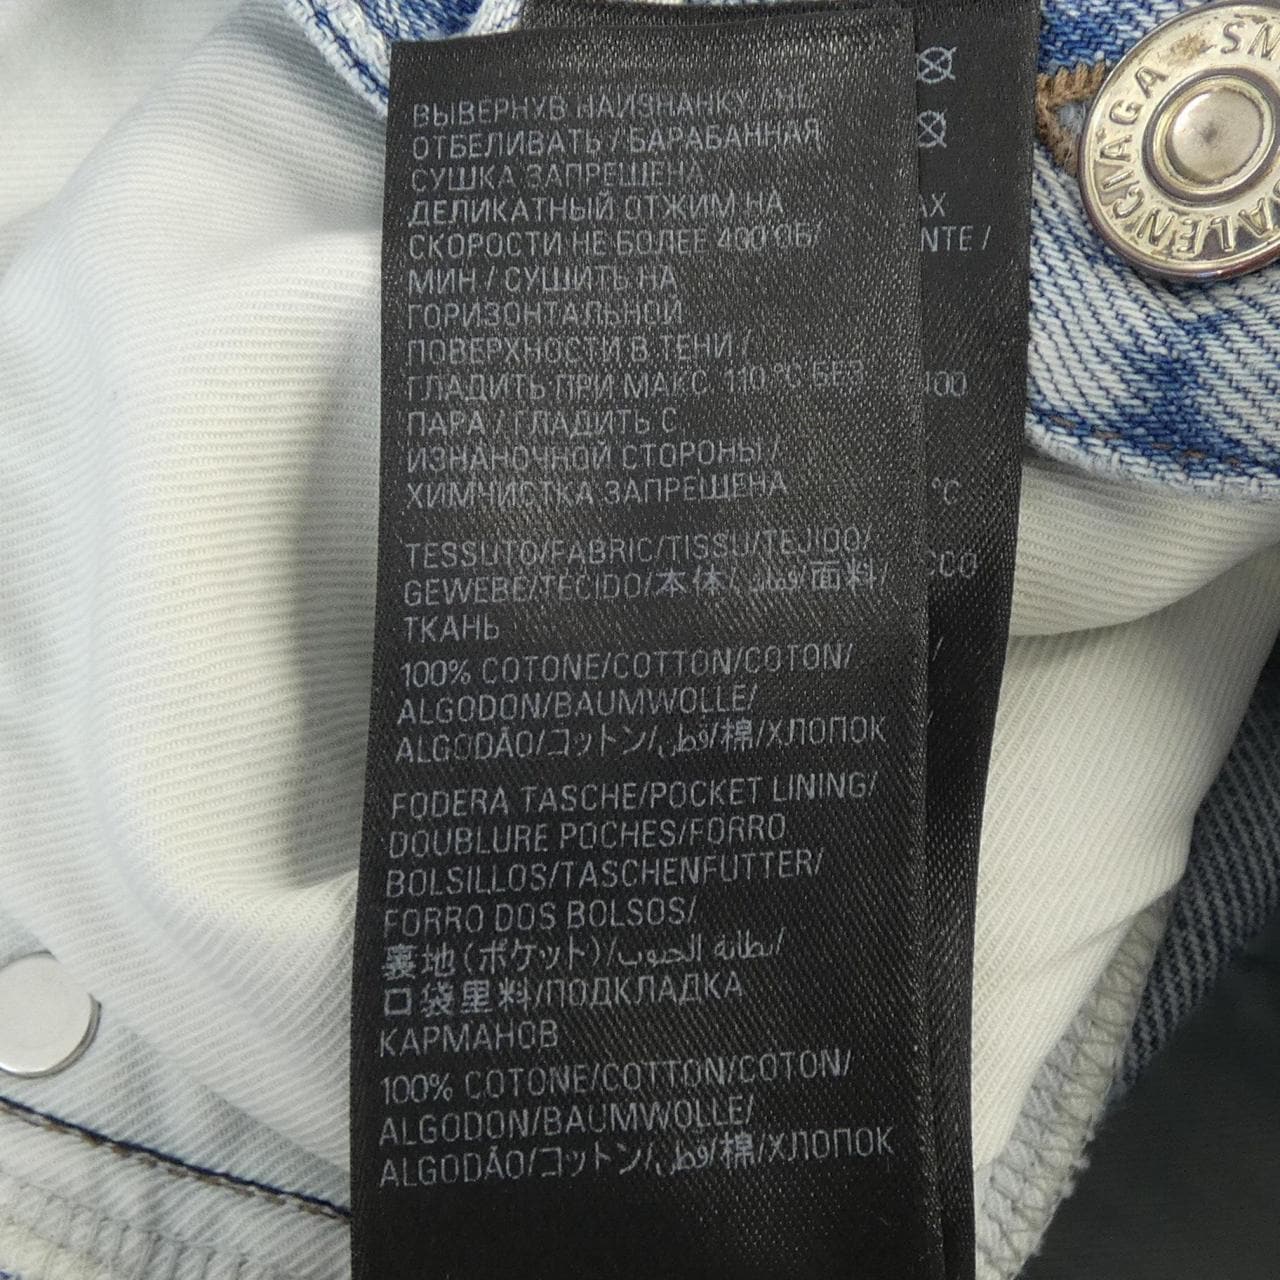 ВЫВЕРНУВ НАИЗНАНКУ / НЕ
ОТБЕЛИВАТЬ / БАРАБАННАЯ
СУШКА ЗАПРЕЩЕНА /
ДЕЛИКАТНЫЙ ОТЖИМ НА
СКОРОСТИ НЕ БОЛЕЕ 400 ОБ/
МИН / СУШИТЬ НА
ГОРИЗОНТАЛЬНОЙ
ПОВЕРХНОСТИ В ТЕНИ /
ГЛАДИТЬ ПРИ МАКС. 110 °C БЕЗ
ПАРА / ГЛАДИТЬ С
ИЗНАНОЧНОЙ СТОРОНЫ /
ХИМЧИСТКА ЗАПРЕЩЕНА
TESSUTO/FABRIC/TISSU/TEJIDO/
GEWEBE/TECIDO/本体/قطن/面料/
ТКАНЬ
100% COTONE/COTTON/COTON/
ALGODON/BAUMWOLLE/
ALGODÃO/コットン/قطن/棉/ХЛОПОК
FODERA TASCHE/POCKET LINING/
DOUBLURE POCHES/FORRO
BOLSILLOS/TASCHENFUTTER/
FORRO DOS BOLSOS/
裏地(ポケット)/بطانة الجيوب/
口袋里料/ПОДКЛАДКА
КАРМАНОВ
100% COTONE/COTTON/COTON/
ALGODON/BAUMWOLLE/
ALGODÃO/コットン/قطن/棉/ХЛОПОК
AX
NTE /
100
°C
CCO
BALENCIAGA